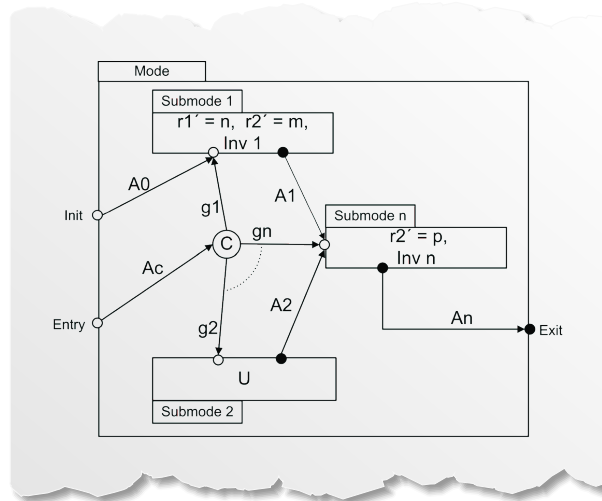 Mode
Submode 1
r1´ = n, r2´ = m,
Inv 1
A0
A1
Init
g1
Submode n
gn
r2´ = p,
C
Inv n
Ac
A2
An
Entry
g2
Exit
U
Submode 2